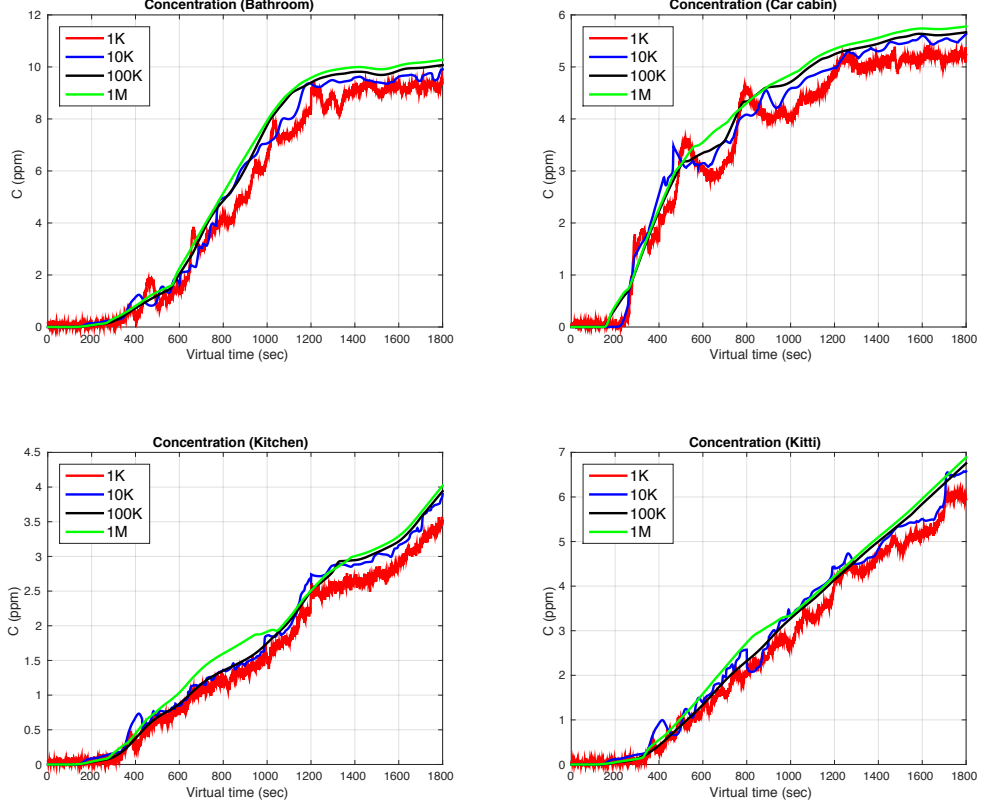 Concentration (Bathroom)
12
10
8
6
4
2
0
C (ppm)
1K
10K
100K
1M
0 200 400 600 800 1000 1200 1400 1600 1800
Virtual time (sec)
Concentration (Car cabin)
6
5
4
3
2
1
0
C (ppm)
1K
10K
100K
1M
0 200 400 600 800 1000 1200 1400 1600 1800
Virtual time (sec)
Concentration (Kitchen)
4.5
4
3.5
3
2.5
2
1.5
1
0.5
0
C (ppm)
1K
10K
100K
1M
0 200 400 600 800 1000 1200 1400 1600 1800
Virtual time (sec)
Concentration (Kitti)
7
6
5
4
3
2
1
0
C (ppm)
1K
10K
100K
1M
0 200 400 600 800 1000 1200 1400 1600 1800
Virtual time (sec)